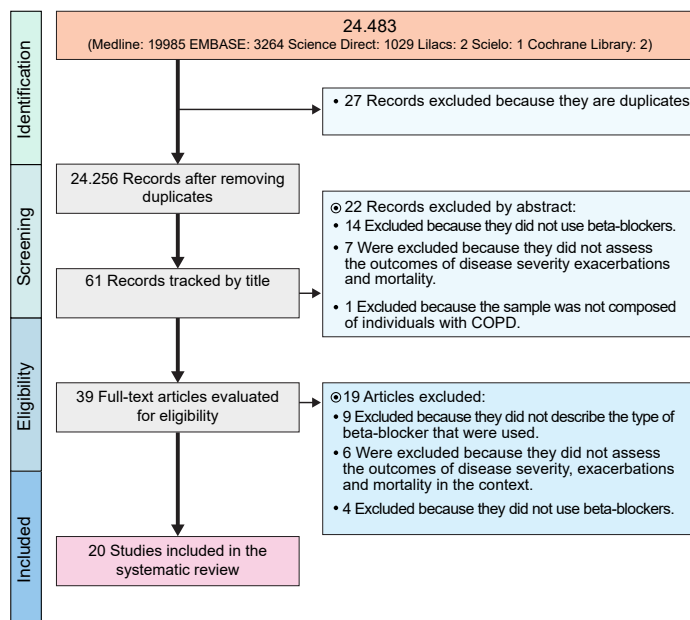 24.483
(Medline: 19985 EMBASE: 3264 Science Direct: 1029 Lilacs: 2 Scielo: 1 Cochrane Library: 2)
Identification
• 27 Records excluded because they are duplicates
24.256 Records after removing
duplicates
Screening
22 Records excluded by abstract:
• 14 Excluded because they did not use beta-blockers.
• 7 Were excluded because they did not assess
the outcomes of disease severity exacerbations
and mortality.
• 1 Excluded because the sample was not composed
of individuals with COPD.
61 Records tracked by title
Eligibility
39 Full-text articles evaluated
for eligibility
19 Articles excluded:
• 9 Excluded because they did not describe the type of
beta-blocker that were used.
• 6 Were excluded because they did not assess
the outcomes of disease severity, exacerbations
and mortality in the context.
• 4 Excluded because they did not use beta-blockers.
Included
20 Studies included in the
systematic review